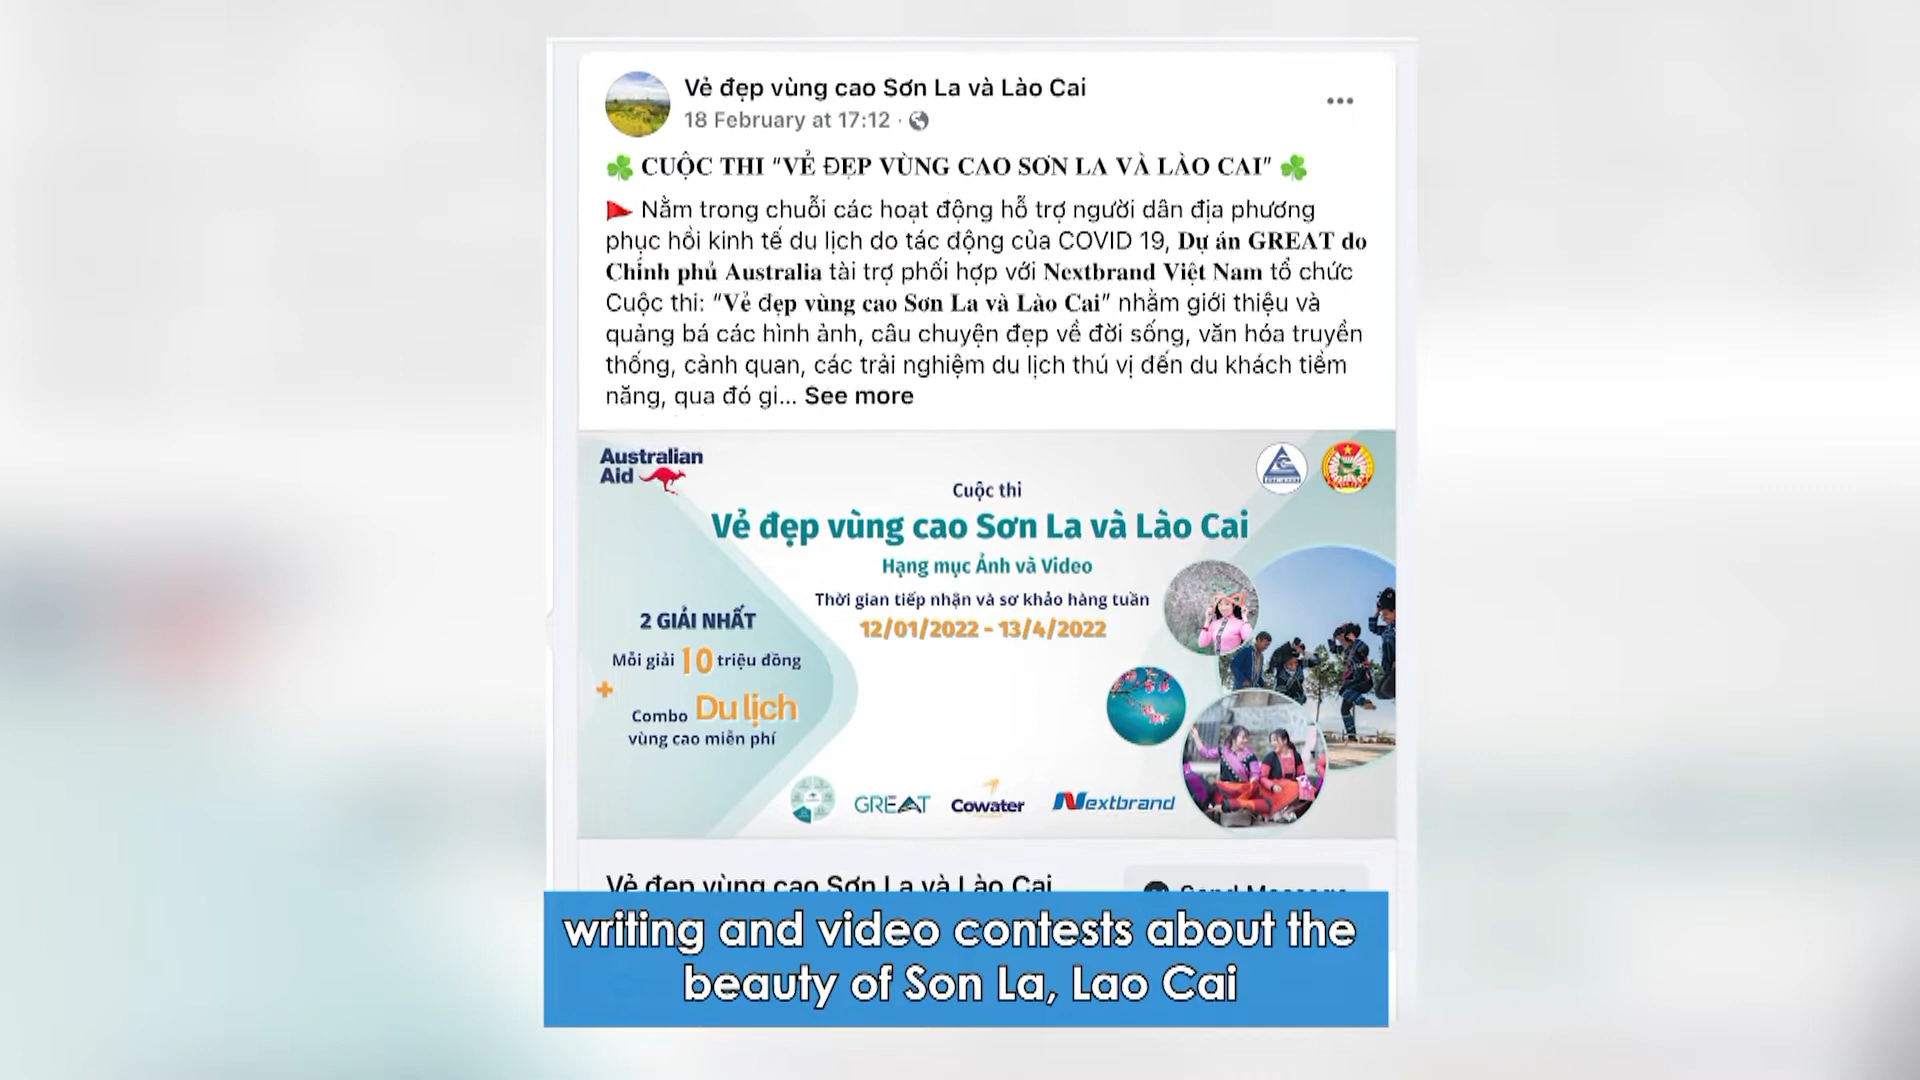 Vẻ đẹp vùng cao Sơn La và Lào Cai
18 February at 17:12 ·
CUỘC THI “VẺ ĐẸP VÙNG CAO SƠN LA VÀ LÀO CAI”
Nằm trong chuỗi các hoạt động hỗ trợ người dân địa phương
phục hồi kinh tế du lịch do tác động của COVID 19, Dự án GREAT do
Chính phủ Australia tài trợ phối hợp với Nextbrand Việt Nam tổ chức
Cuộc thi: “Vẻ đẹp vùng cao Sơn La và Lào Cai” nhằm giới thiệu và
quảng bá các hình ảnh, câu chuyện đẹp về đời sống, văn hóa truyền
thống, cảnh quan, các trải nghiệm du lịch thú vị đến du khách tiềm
năng, qua đó gi... See more
Australian
Aid
Cuộc thi
Vẻ đẹp vùng cao Sơn La và Lào Cai
Hạng mục Ảnh và Video
Thời gian tiếp nhận và sơ khảo hàng tuần
12/01/2022 - 13/4/2022
2 GIẢI NHẤT
Mỗi giải 10 triệu đồng
+
Combo Du lịch
vùng cao miễn phí
GREAT
Cowater
Nextbrand
Vẻ đẹp vùng cao Sơn La và Lào Cai
Send Message
writing and video contests about the
beauty of Son La, Lao Cai